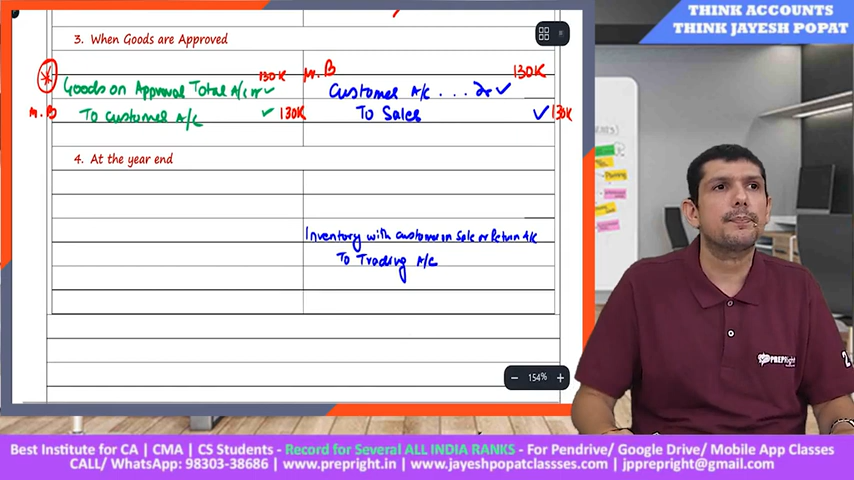 THINK ACCOUNTS
THINK JAYESH POPAT
3. When Goods are Approved
130K
M.B
130K
Goods on Approval Total A/c Dr
Customer A/c . . . Dr
M.B
To customer A/c
130K
To Sales
130K
4. At the year end
Inventory with customer on Sale or Return A/c
To Trading A/c
154%
PREPRight
Best Institute for CA | CMA | CS Students - Record for Several ALL INDIA RANKS - For Pendrive/ Google Drive/ Mobile App Classes
CALL/ WhatsApp: 98303-38686 | www.prepright.in | www.jayeshpopatclassses.com | jpprepright@gmail.com